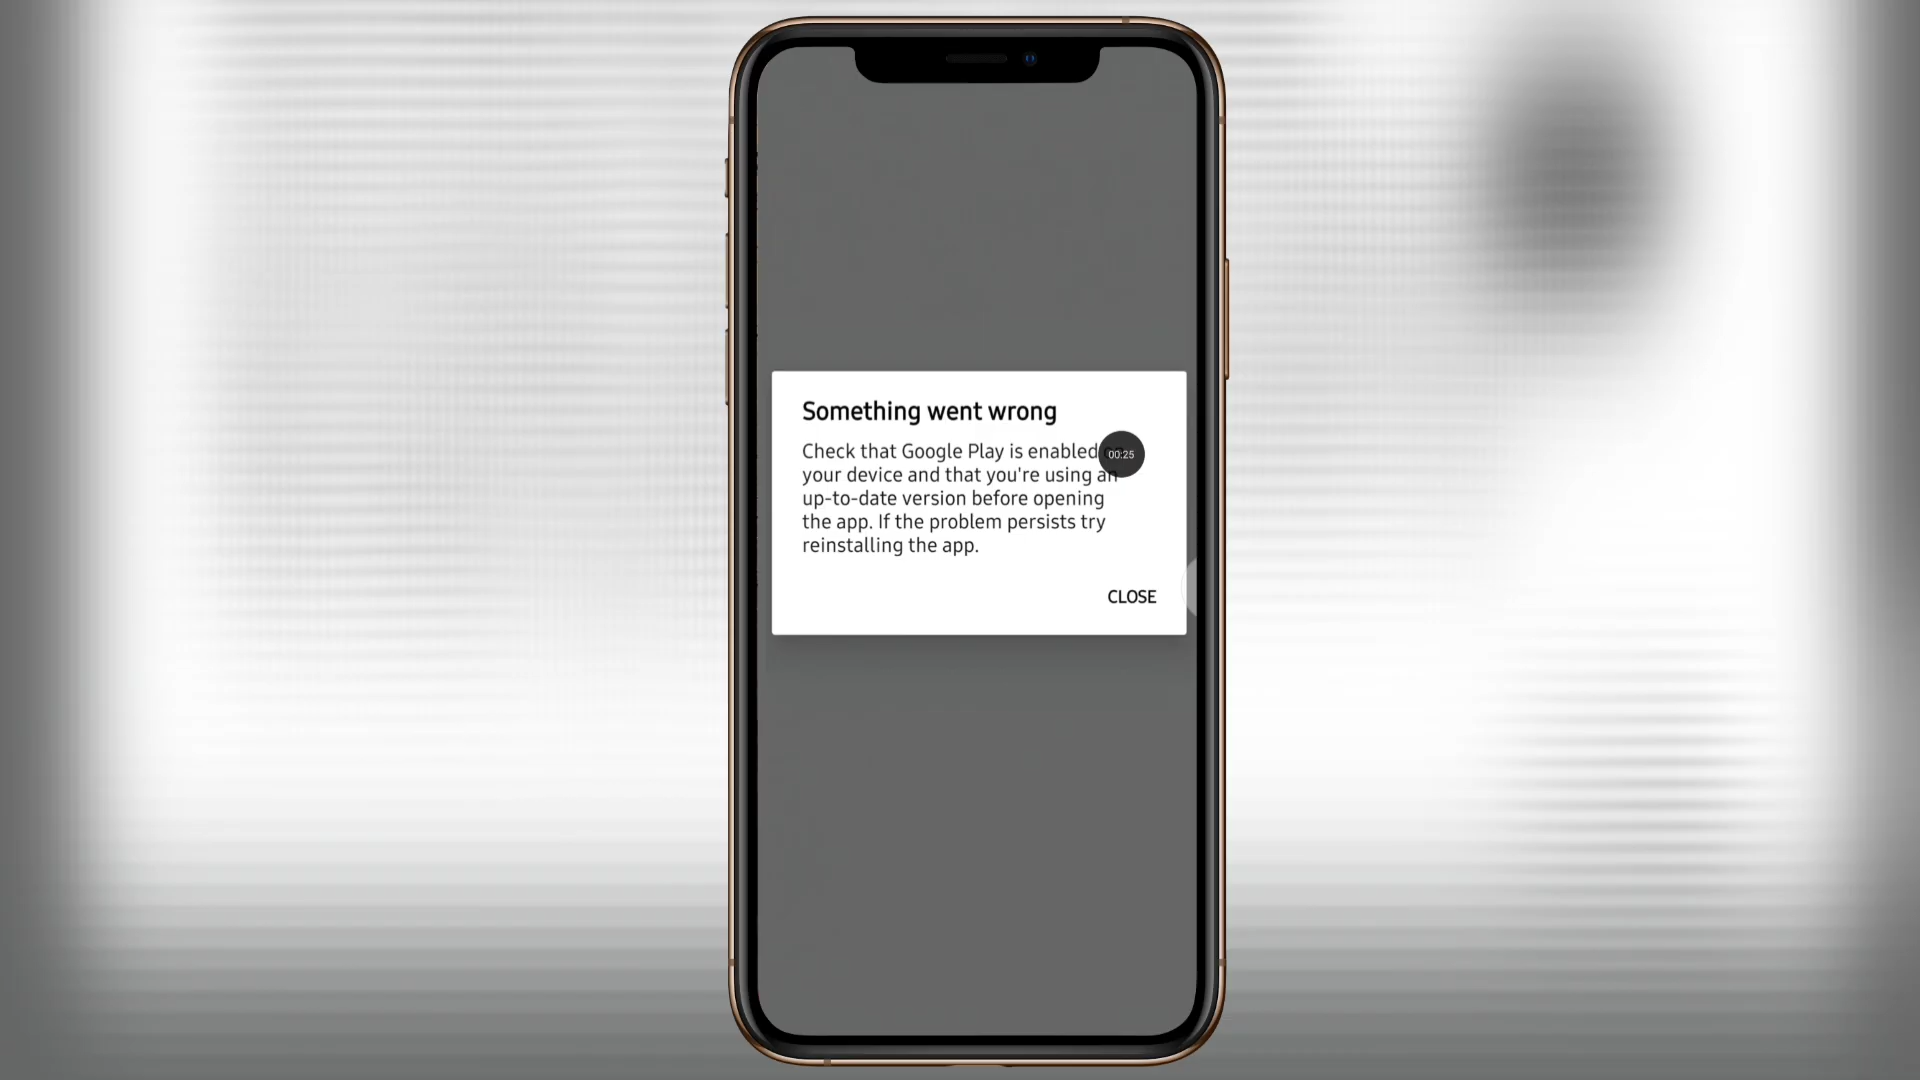 Something went wrong
Check that Google Play is enabled
00:25
your device and that you're using an
up-to-date version before opening
the app. If the problem persists try
reinstalling the app.
CLOSE